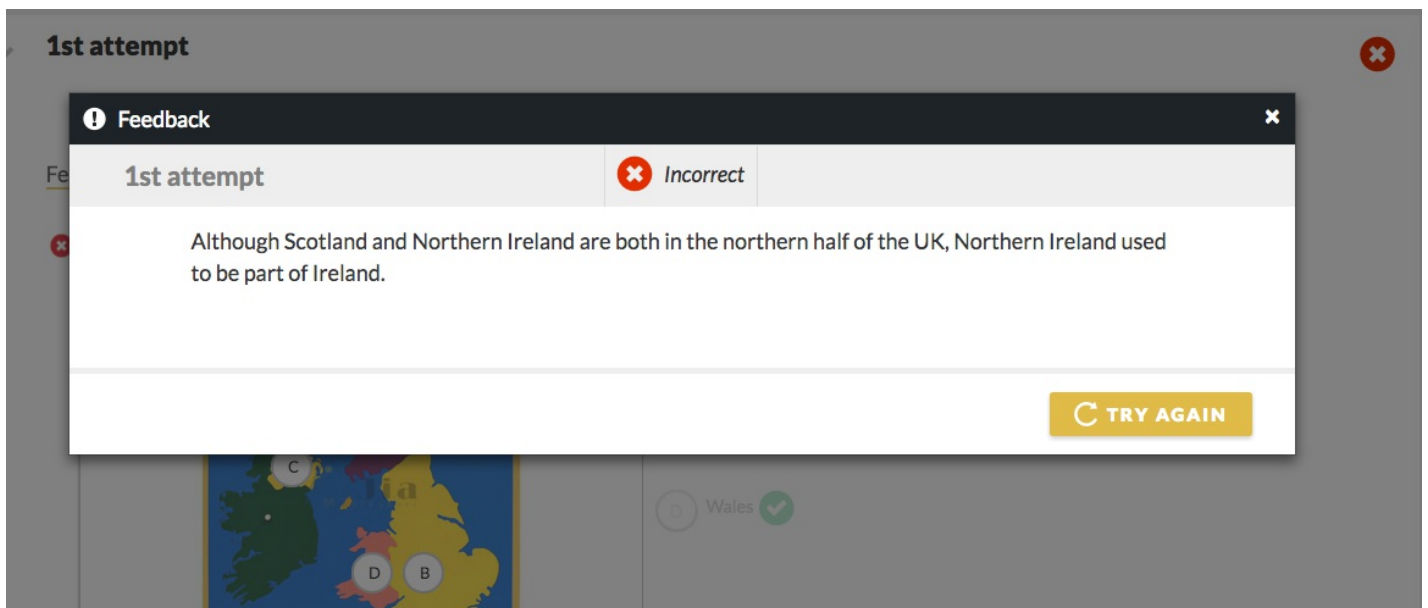 1st attempt
Feedback
Fe
1st attempt
Incorrect
Although Scotland and Northern Ireland are both in the northern half of the UK, Northern Ireland used
to be part of Ireland.
TRY AGAIN
C
D
B
D Wales